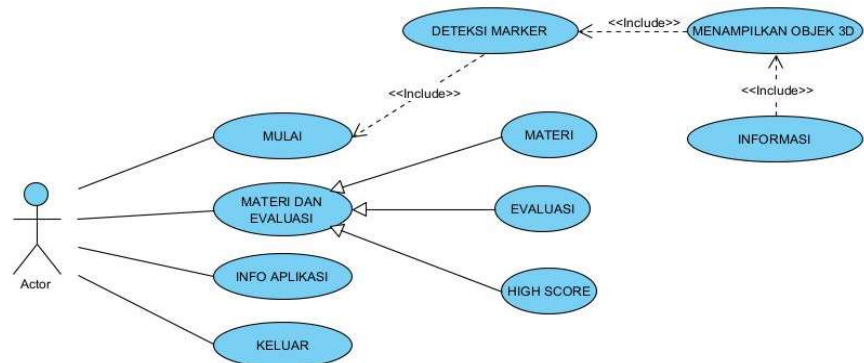 DETEKSI MARKER
<<Include>>
MENAMPILKAN OBJEK 3D
<<Include>>
<<Include>>
MULAI
MATERI
INFORMASI
MATERI DAN
EVALUASI
EVALUASI
INFO APLIKASI
Actor
HIGH SCORE
KELUAR